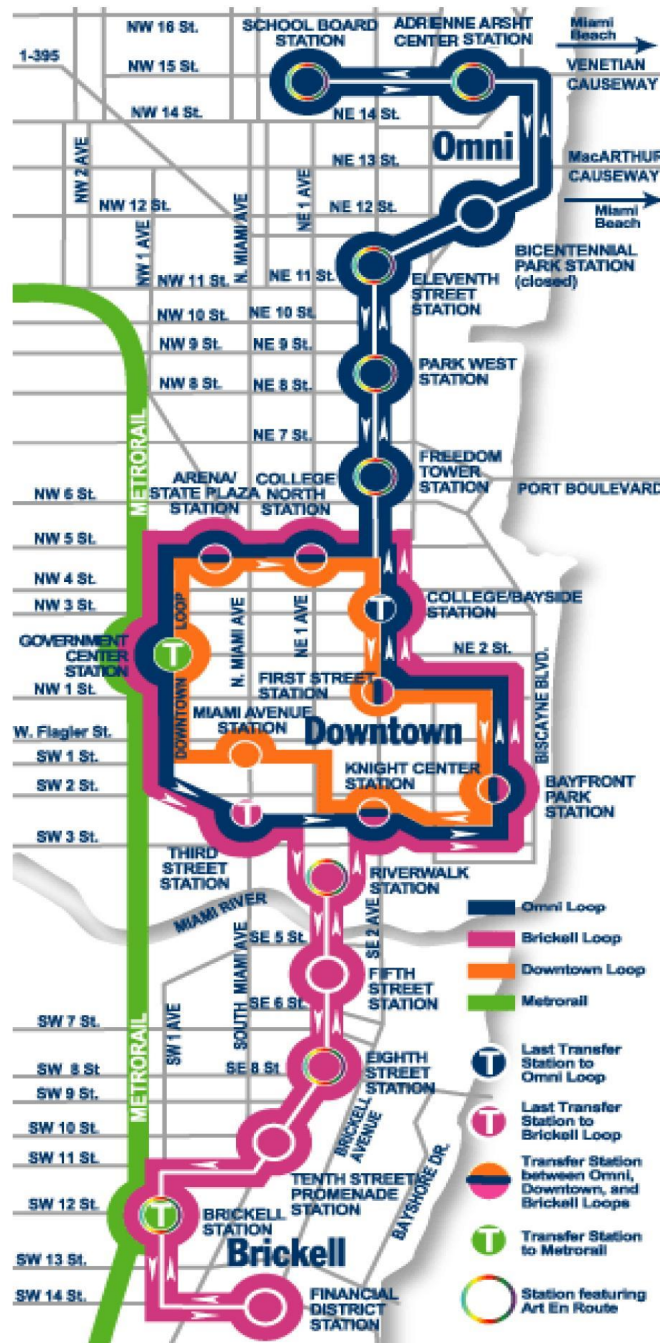 NW 16 St.
SCHOOL BOARD
STATION
ADRIENNE ARSHT
CENTER STATION
Miami
Beach
1-395
NW 15 St.
VENETIAN
CAUSEWAY
NW 14 St.
NE 14 St.
Omni
NW 2 AVE
NE 13 St.
MacARTHUR
CAUSEWAY
N. MIAMI AVE
NE 1 AVE
NW 12 St.
NE 12 St.
Miami
Beach
NW 1 AVE
BICENTENNIAL
PARK STATION
(closed)
NW 11 St.
NE 11 St.
ELEVENTH
STREET
STATION
NW 10 St.
NE 10 St.
NW 9 St.
NE 9 St.
PARK WEST
STATION
NW 8 St.
NE 8 St.
NE 7 St.
FREEDOM
TOWER
STATION
METRORAIL
ARENA/
STATE PLAZA
STATION
COLLEGE
NORTH
STATION
NW 6 St.
PORT BOULEVARD
NW 5 St.
NW 4 St.
NW 3 St.
T
COLLEGE/BAYSIDE
STATION
LOOP
N. MIAMI AVE
NE 1 AVE
GOVERNMENT
CENTER
STATION
T
NE 2 St.
FIRST STREET
STATION
NW 1 St.
BISCAYNE BLVD.
MIAMI AVENUE
STATION
Downtown
W. Flagler St.
DOWNTOWN
SW 1 St.
KNIGHT CENTER
STATION
SW 2 St.
BAYFRONT
PARK
STATION
T
SW 3 St.
THIRD
STREET
STATION
RIVERWALK
STATION
MIAMI RIVER
Omni Loop
SE 5 St.
SE 2 AVE
Brickell Loop
SOUTH MIAMI AVE
FIFTH
STREET
STATION
Downtown Loop
SE 6 St.
Metrorail
SW 7 St.
SW 1 AVE
METRORAIL
SW 8 St.
SE 8 St.
EIGHTH
STREET
STATION
T
Last Transfer
Station to
Omni Loop
SW 9 St.
BRICKELL
AVENUE
SW 10 St.
T
Last Transfer
Station to
Brickell Loop
SW 11 St.
BAYSHORE DR.
TENTH STREET/
PROMENADE
STATION
Transfer Station
between Omni,
Downtown, and
Brickell Loops
SW 12 St.
T
BRICKELL
STATION
T
Transfer Station
to Metrorail
Brickell
SW 13 St.
SW 14 St.
FINANCIAL
DISTRICT
STATION
Station featuring
Art En Route